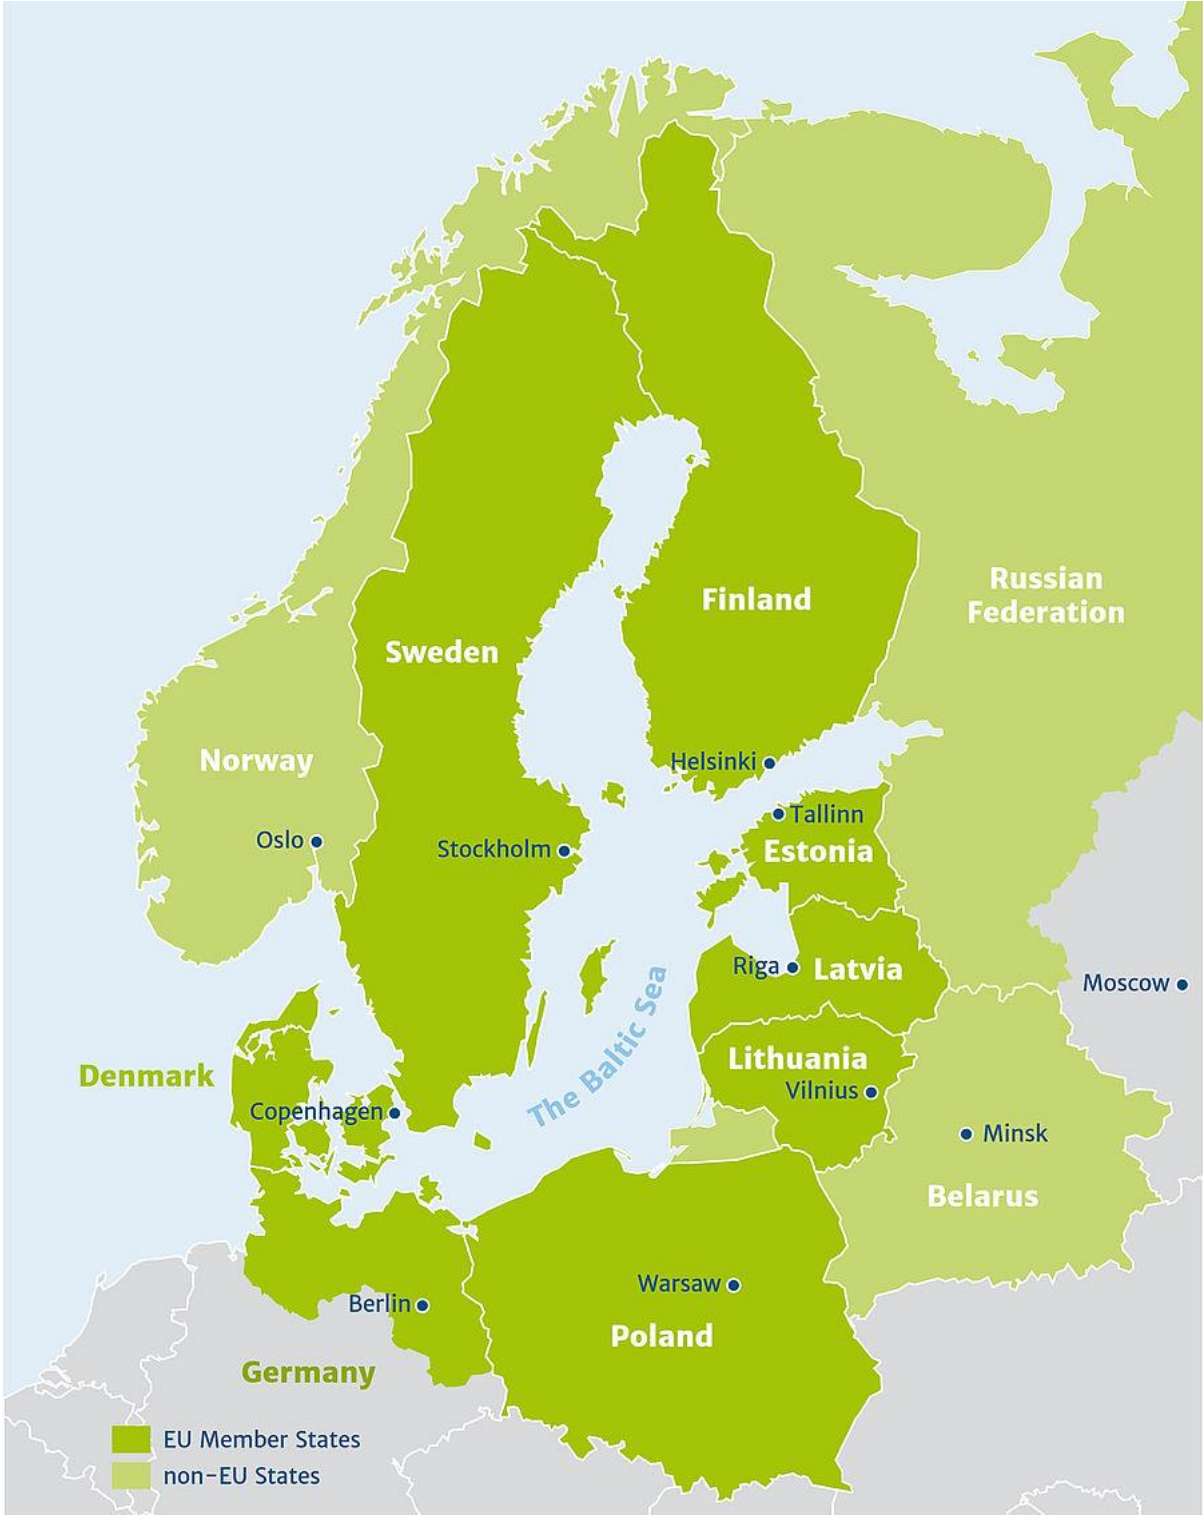 Russian
Federation
Finland
Sweden
Norway
Helsinki
Tallinn
Oslo
Stockholm
Estonia
Riga
Latvia
Moscow
The Baltic Sea
Lithuania
Denmark
Vilnius
Copenhagen
Minsk
Belarus
Warsaw
Berlin
Poland
Germany
EU Member States
non-EU States